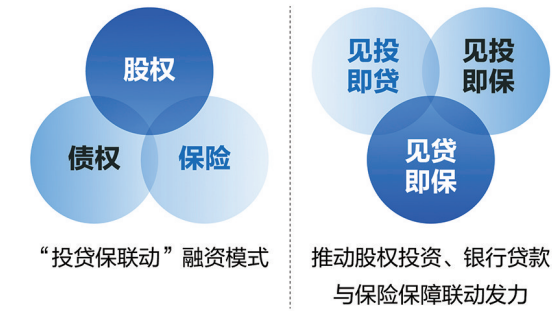 股权
债权
保险
“投贷保联动”融资模式
见投
即贷
见投
即保
见贷
即保
推动股权投资、银行贷款
与保险保障联动发力